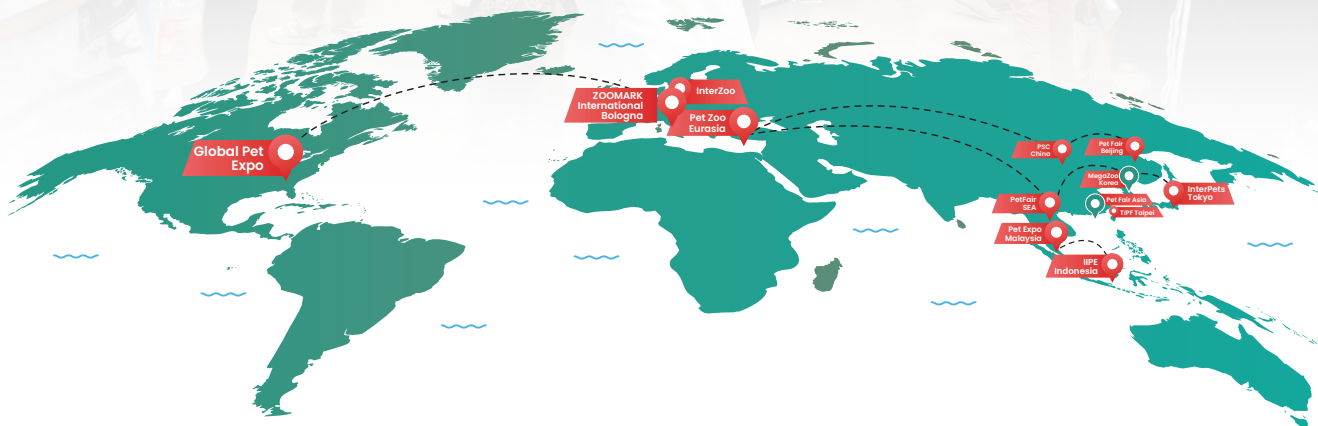 Global Pet
Expo
ZOOMARK
International
Bologna
InterZoo
Pet Zoo
Eurasia
PSC
China
Pet Fair
Beijing
MegaZoo
Korea
InterPets
Tokyo
PetFair
SEA
Pet Fair Asia
TIPF Taipei
Pet Expo
Malaysia
IIPE
Indonesia